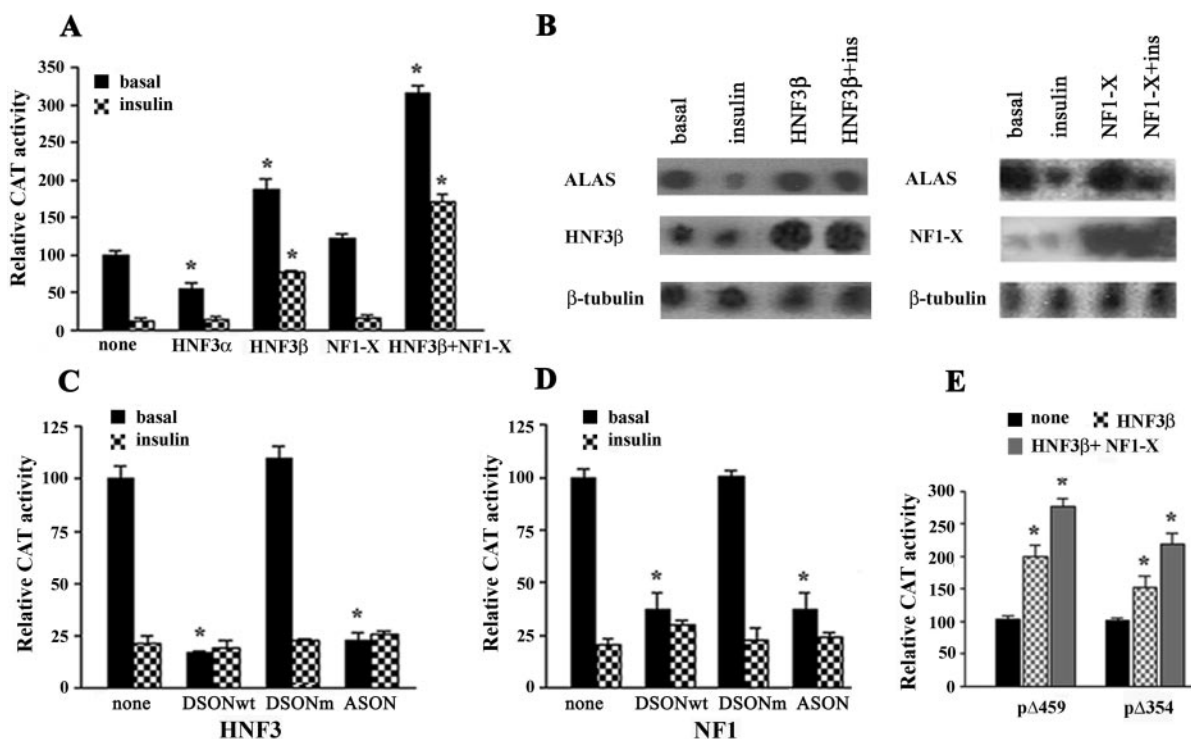 A
basal
insulin
Relative CAT activity
350
300
250
200
150
100
50
0
* * * * * *
none HNF3α HNF3β NF1-X HNF3β+NF1-X
B
basal insulin HNF3β HNF3β+ins
ALAS
HNF3β
β-tubulin
basal insulin NF1-X NF1-X+ins
ALAS
NF1-X
β-tubulin
C
basal
insulin
Relative CAT activity
125
100
75
50
25
0
* *
none DSONwt DSONm ASON
HNF3
D
basal
insulin
Relative CAT activity
125
100
75
50
25
0
* *
none DSONwt DSONm ASON
NF1
E
none HNF3β
HNF3β+ NF1-X
Relative CAT activity
300
250
200
150
100
50
0
* * * *
pΔ459 pΔ354